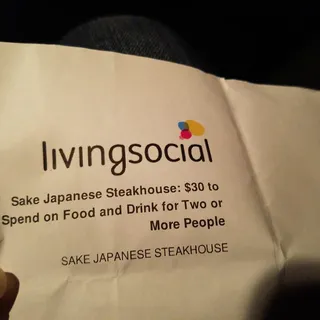 livingsocial
Sake Japanese Steakhouse: $30 to
Spend on Food and Drink for Two or
More People
SAKE JAPANESE STEAKHOUSE